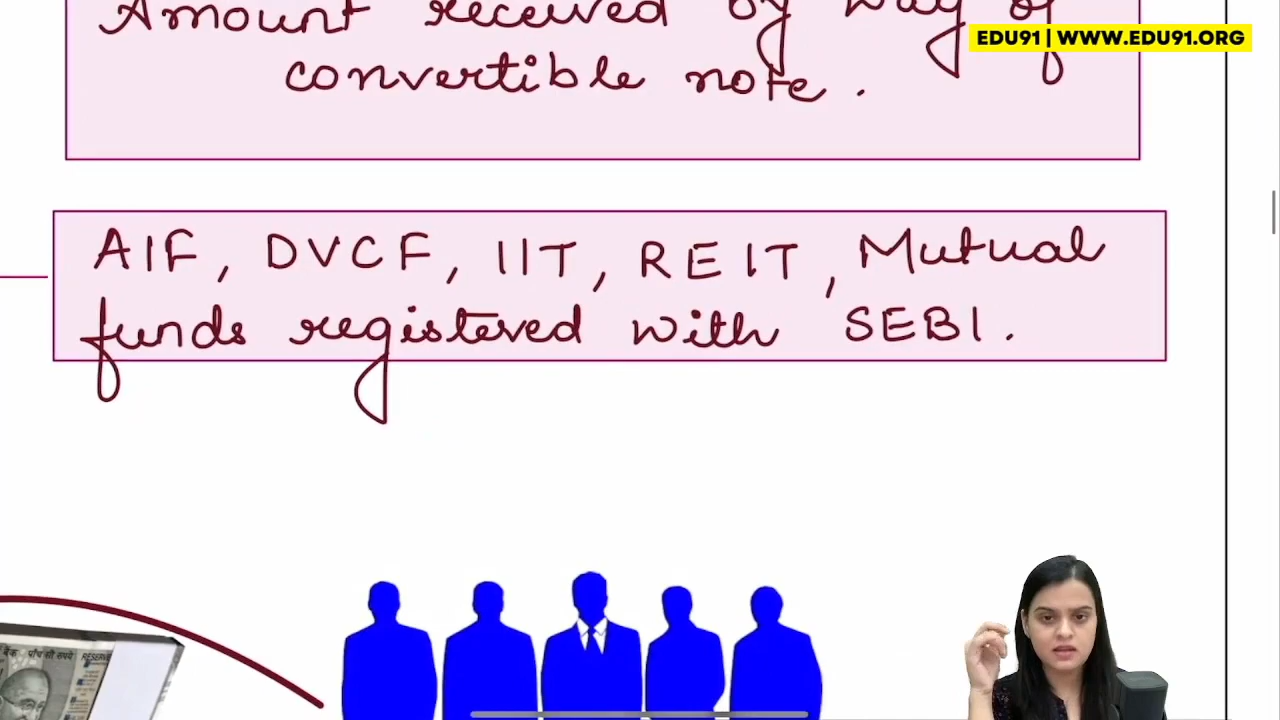 Amount received by way of
EDU91 | WWW.EDU91.ORG
convertible note.
AIF, DVCF, IIT, REIT, Mutual
funds registered with SEBI.
पाँच सौ रुपये